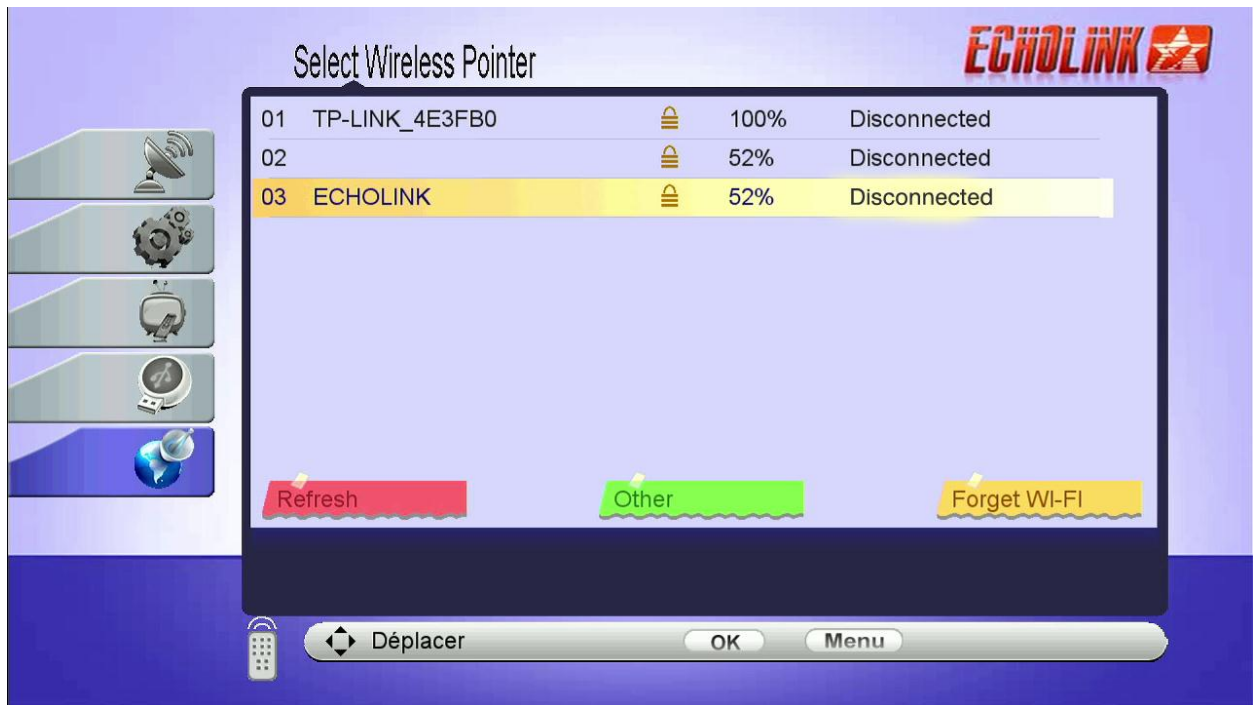 Select Wireless Pointer
ECHOLINK
01 TP-LINK_4E3FB0 100% Disconnected
02 52% Disconnected
03 ECHOLINK 52% Disconnected
Refresh Other Forget WI-FI
Déplacer OK Menu